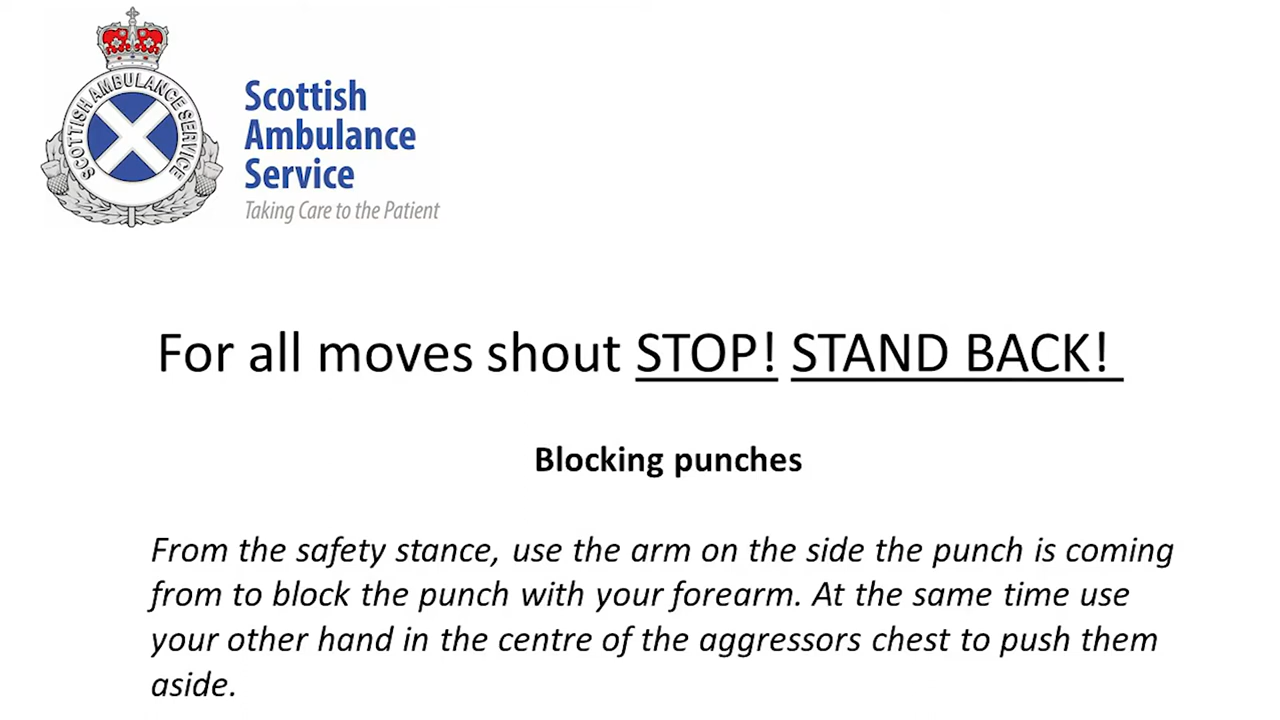 SCOTTISH AMBULANCE SERVICE
Scottish
Ambulance
Service
Taking Care to the Patient
For all moves shout STOP! STAND BACK!
Blocking punches
From the safety stance, use the arm on the side the punch is coming
from to block the punch with your forearm. At the same time use
your other hand in the centre of the aggressors chest to push them
aside.